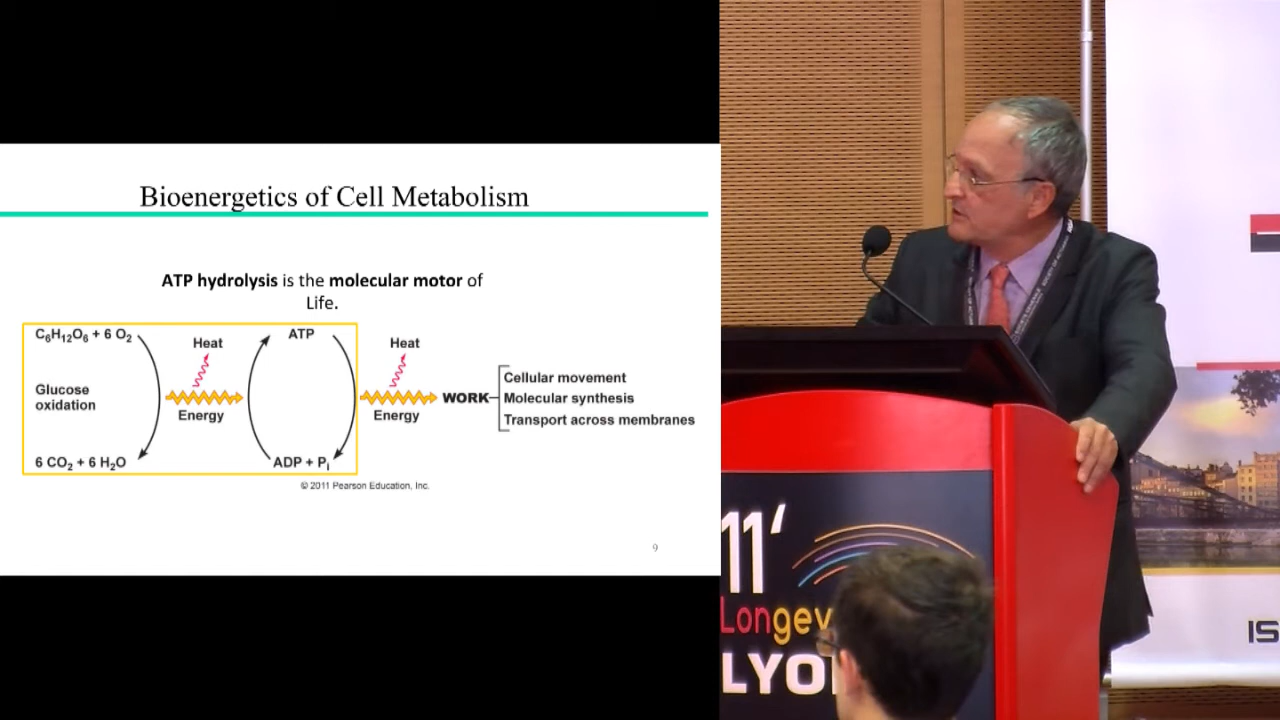 Bioenergetics of Cell Metabolism
ATP hydrolysis is the molecular motor of
Life.
C₆H₁₂O₆ + 6 O₂
Glucose
oxidation
6 CO₂ + 6 H₂O
Heat
Energy
ATP
ADP + Pᵢ
Heat
Energy
WORK
Cellular movement
Molecular synthesis
Transport across membranes
© 2011 Pearson Education, Inc.
9
11'
Longev
LYO
IS